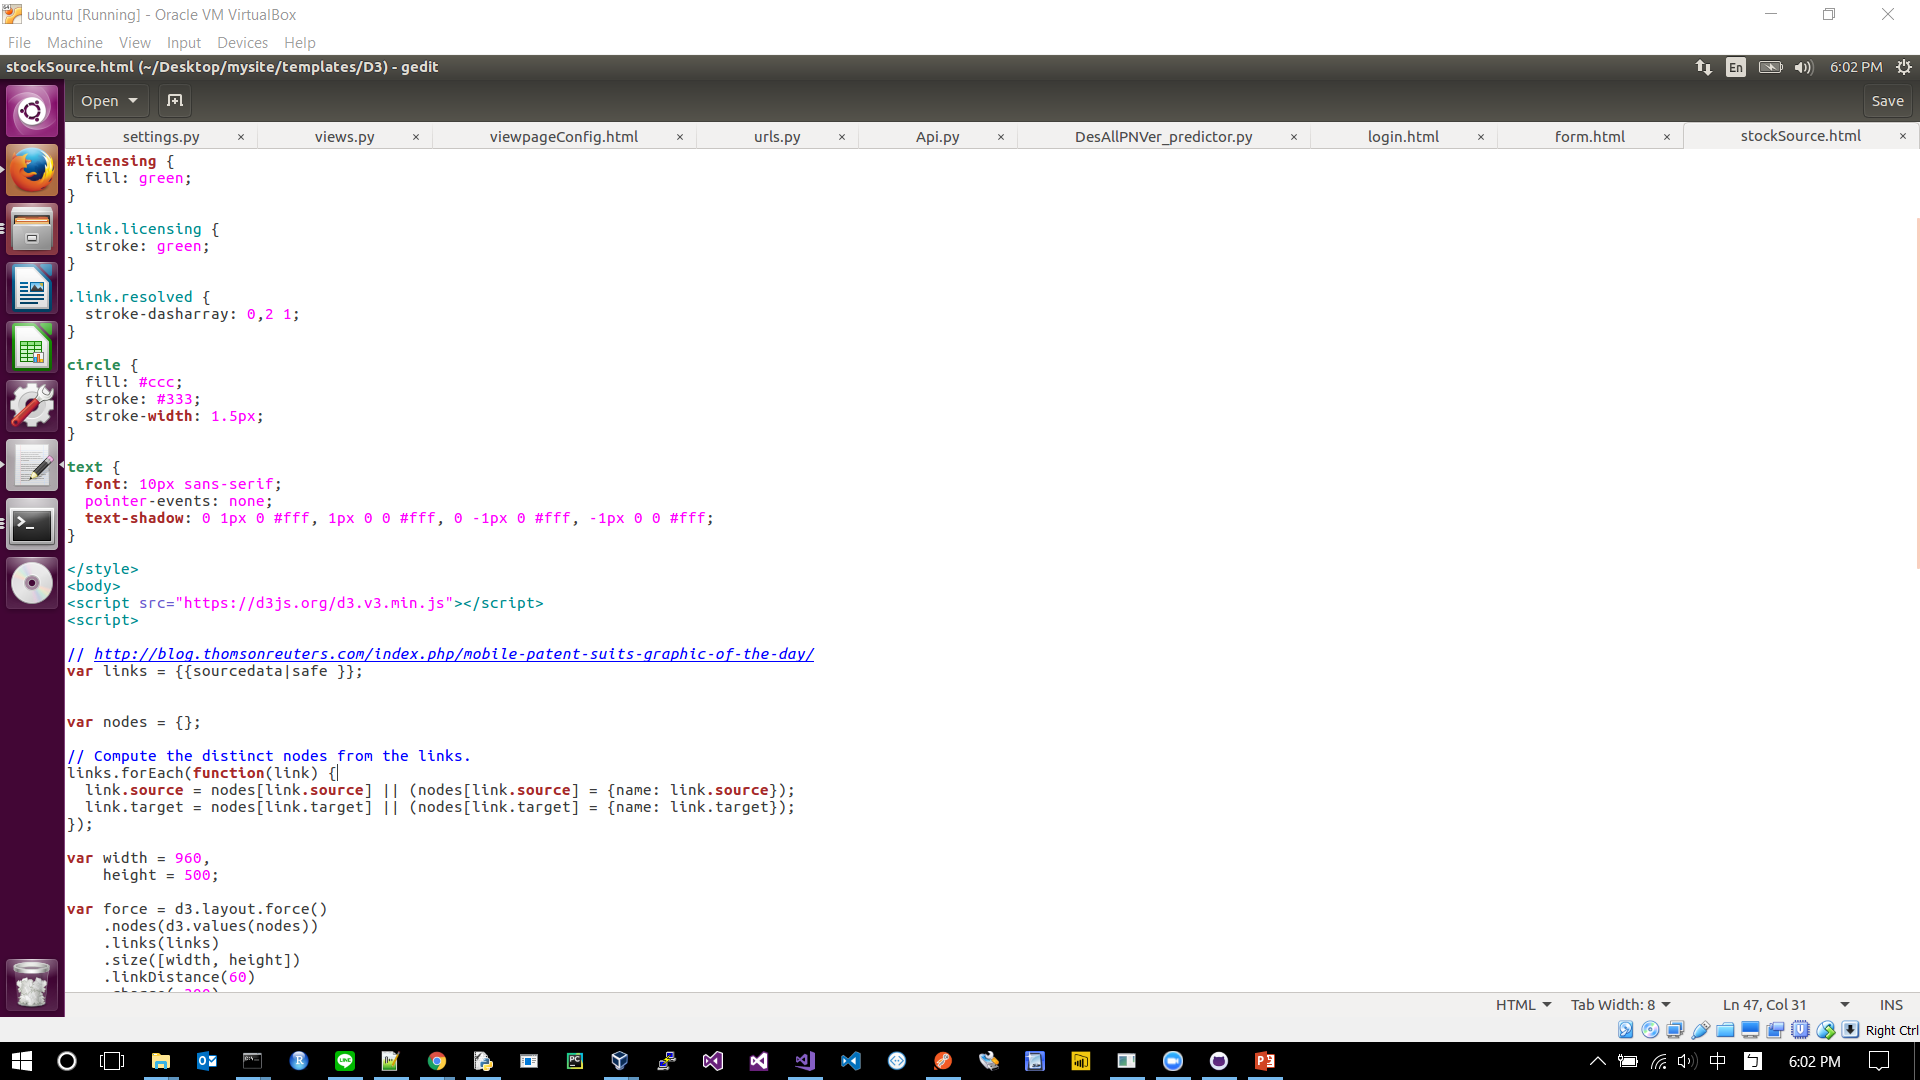 ubuntu [Running] - Oracle VM VirtualBox
File Machine View Input Devices Help
stockSource.html (~/Desktop/mysite/templates/D3) - gedit
En 6:02 PM
Open Save
settings.py × views.py × viewpageConfig.html × urls.py × Api.py × DesAllPNVer_predictor.py × login.html × form.html × stockSource.html ×
#licensing {
  fill: green;
}
.link.licensing {
  stroke: green;
}
.link.resolved {
  stroke-dasharray: 0,2 1;
}
circle {
  fill: #ccc;
  stroke: #333;
  stroke-width: 1.5px;
}
text {
  font: 10px sans-serif;
  pointer-events: none;
  text-shadow: 0 1px 0 #fff, 1px 0 0 #fff, 0 -1px 0 #fff, -1px 0 0 #fff;
}
</style>
<body>
<script src="https://d3js.org/d3.v3.min.js"></script>
<script>
// http://blog.thomsonreuters.com/index.php/mobile-patent-suits-graphic-of-the-day/
var links = {{sourcedata|safe }};
var nodes = {};
// Compute the distinct nodes from the links.
links.forEach(function(link) {
  link.source = nodes[link.source] || (nodes[link.source] = {name: link.source});
  link.target = nodes[link.target] || (nodes[link.target] = {name: link.target});
});
var width = 960,
    height = 500;
var force = d3.layout.force()
    .nodes(d3.values(nodes))
    .links(links)
    .size([width, height])
    .linkDistance(60)
HTML Tab Width: 8 Ln 47, Col 31 INS
Right Ctrl
中 6:02 PM